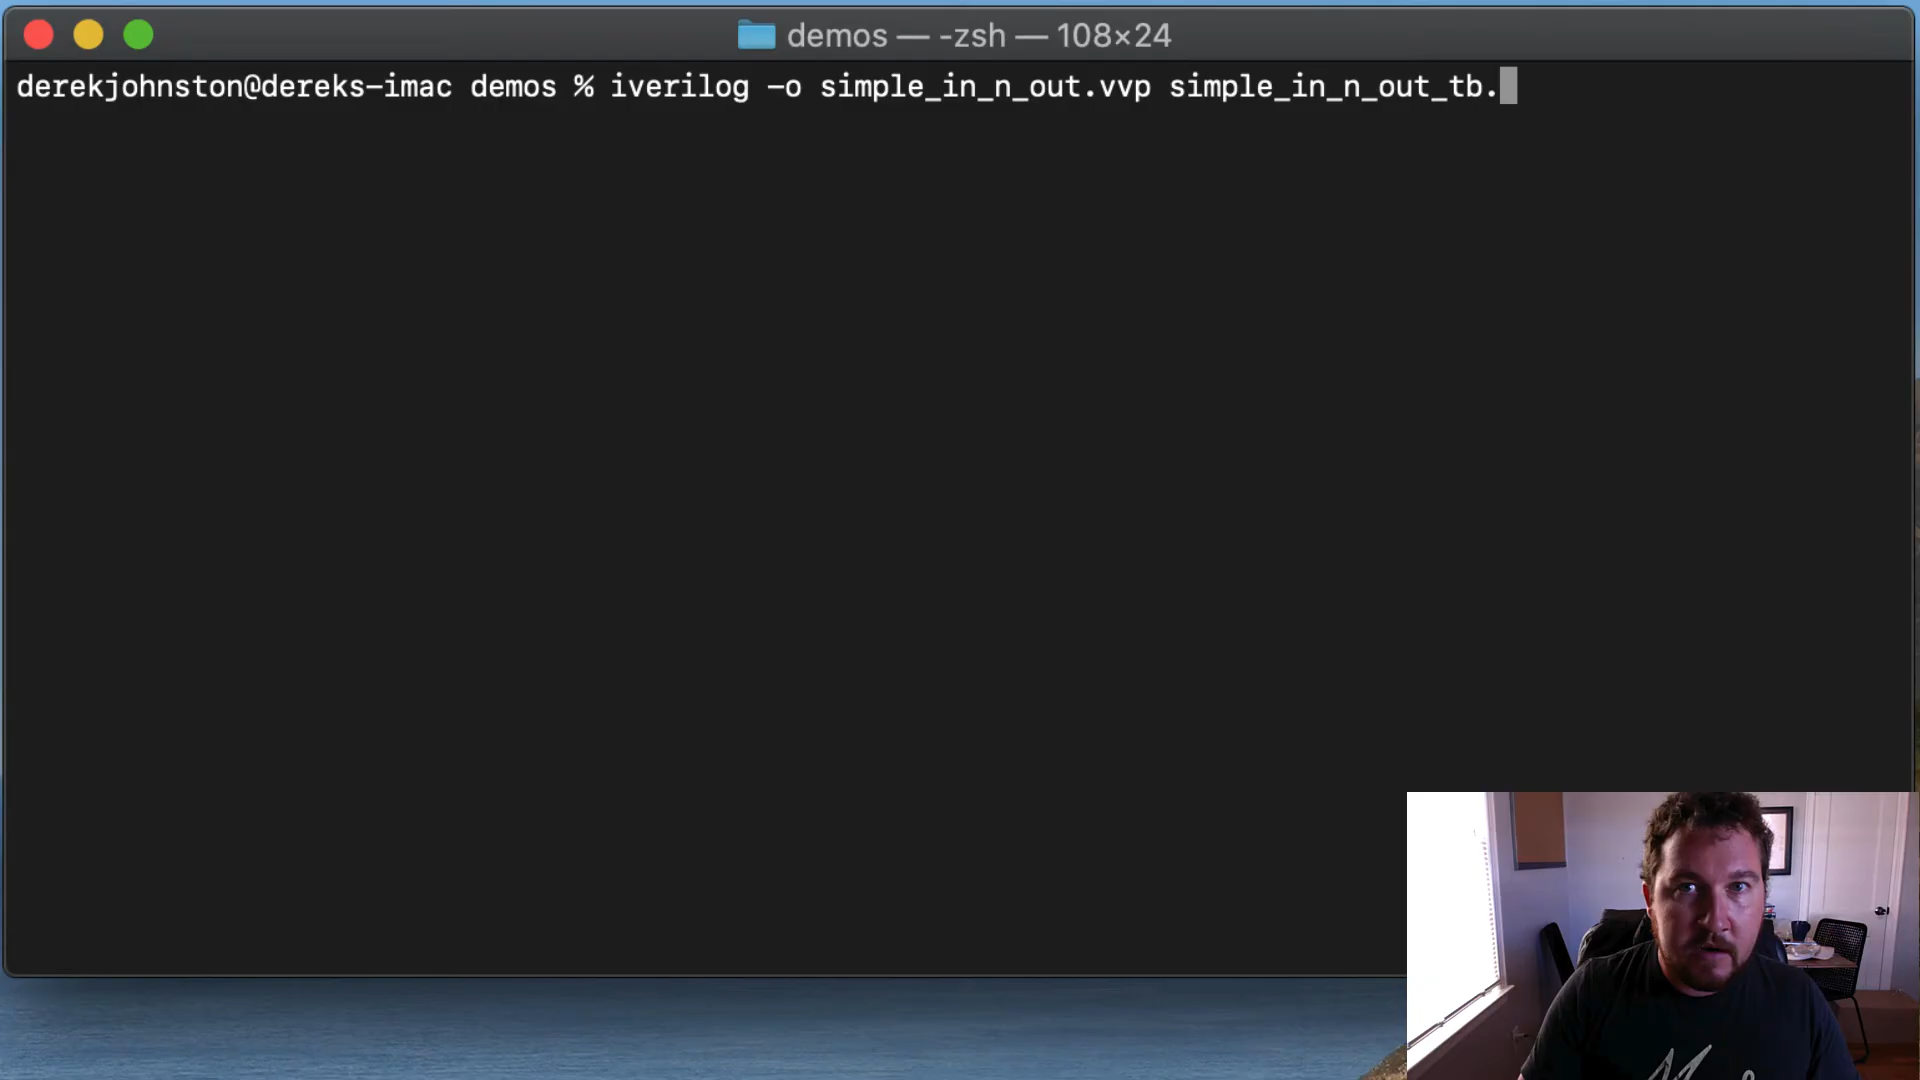 demos — -zsh — 108×24
derekjohnston@dereks-imac demos % iverilog -o simple_in_n_out.vvp simple_in_n_out_tb.